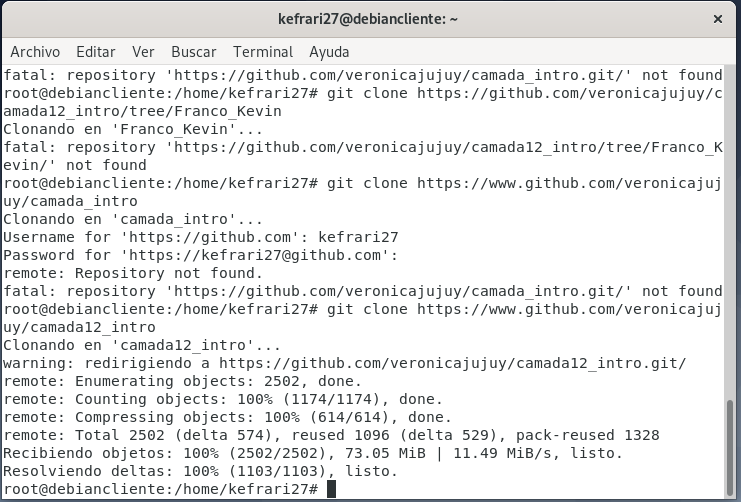 kefrari27@debiancliente: ~
Archivo Editar Ver Buscar Terminal Ayuda
fatal: repository 'https://github.com/veronicajujuy/camada_intro.git/' not found
root@debiancliente:/home/kefrari27# git clone https://github.com/veronicajujuy/c
amada12_intro/tree/Franco_Kevin
Clonando en 'Franco_Kevin'...
fatal: repository 'https://github.com/veronicajujuy/camada12_intro/tree/Franco_K
evin/' not found
root@debiancliente:/home/kefrari27# git clone https://www.github.com/veronicajuj
uy/camada_intro
Clonando en 'camada_intro'...
Username for 'https://github.com': kefrari27
Password for 'https://kefrari27@github.com':
remote: Repository not found.
fatal: repository 'https://github.com/veronicajujuy/camada_intro.git/' not found
root@debiancliente:/home/kefrari27# git clone https://www.github.com/veronicajuj
uy/camada12_intro
Clonando en 'camada12_intro'...
warning: redirigiendo a https://github.com/veronicajujuy/camada12_intro.git/
remote: Enumerating objects: 2502, done.
remote: Counting objects: 100% (1174/1174), done.
remote: Compressing objects: 100% (614/614), done.
remote: Total 2502 (delta 574), reused 1096 (delta 529), pack-reused 1328
Recibiendo objetos: 100% (2502/2502), 73.05 MiB | 11.49 MiB/s, listo.
Resolviendo deltas: 100% (1103/1103), listo.
root@debiancliente:/home/kefrari27#